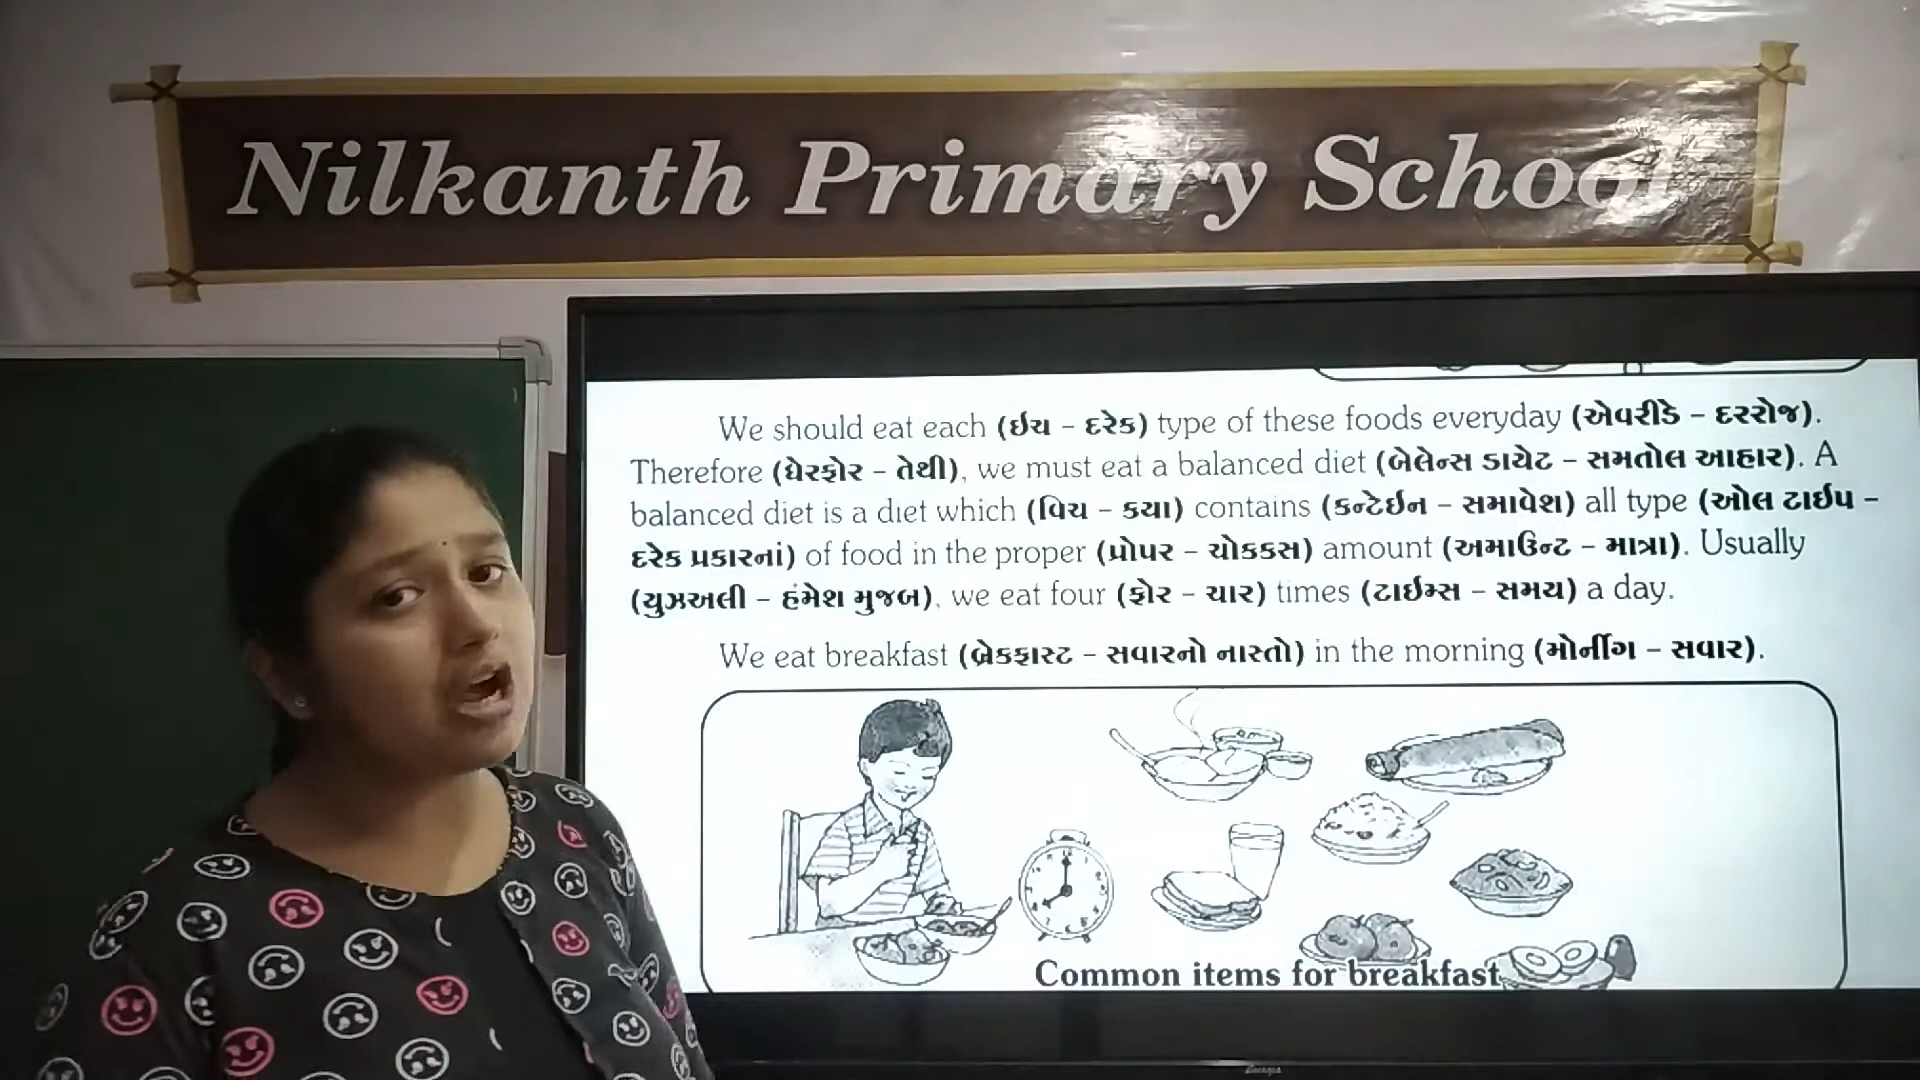 Nilkanth Primary School
We should eat each (ઈચ – દરેક) type of these foods everyday (એવરીડે – દરરોજ).
Therefore (ધેરફોર – તેથી), we must eat a balanced diet (બેલેન્સ ડાયેટ – સમતોલ આહાર). A
balanced diet is a diet which (વિચ – કયા) contains (કન્ટેઈન – સમાવેશ) all type (ઓલ ટાઈપ –
દરેક પ્રકારનાં) of food in the proper (પ્રોપર – ચોકકસ) amount (અમાઉન્ટ – માત્રા). Usually
(યુઝઅલી – હંમેશ મુજબ), we eat four (ફોર – ચાર) times (ટાઈમ્સ – સમય) a day.
We eat breakfast (બ્રેકફાસ્ટ – સવારનો નાસ્તો) in the morning (મોર્નીંગ – સવાર).
Common items for breakfast